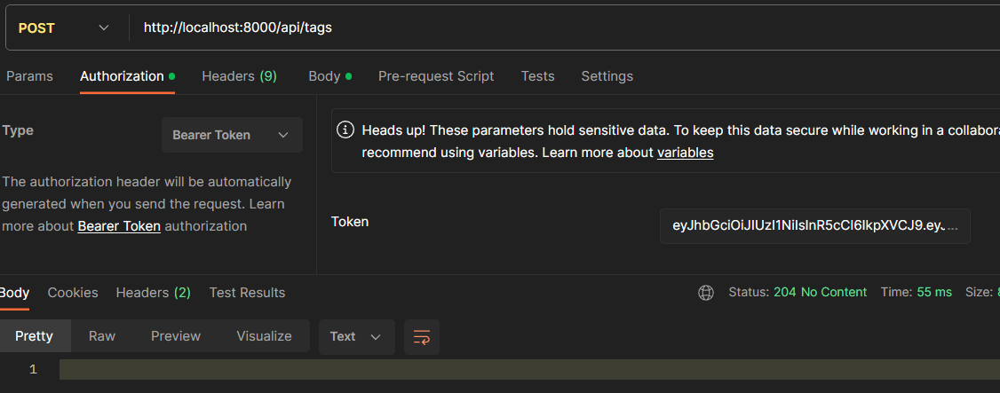 POST http://localhost:8000/api/tags
Params Authorization Headers (9) Body Pre-request Script Tests Settings
Type Bearer Token
Heads up! These parameters hold sensitive data. To keep this data secure while working in a collabora
recommend using variables. Learn more about variables
The authorization header will be automatically
generated when you send the request. Learn
more about Bearer Token authorization
Token eyJhbGciOiJIUzI1NiIsInR5cCI6IkpXVCJ9.eyJ...
Body Cookies Headers (2) Test Results Status: 204 No Content Time: 55 ms Size:
Pretty Raw Preview Visualize Text
1